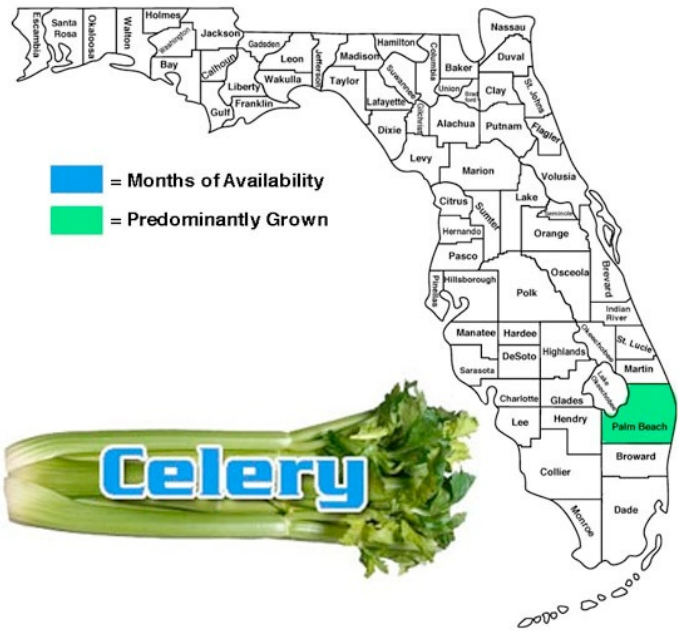 Escambia
Santa
Rosa
Okaloosa
Walton
Holmes
Washington
Bay
Jackson
Calhoun
Gulf
Gadsden
Liberty
Franklin
Leon
Wakulla
Jefferson
Madison
Taylor
Hamilton
Suwannee
Lafayette
Dixie
Columbia
Gilchrist
Baker
Union
Brad
ford
Nassau
Duval
Clay
St. Johns
Alachua
Putnam
Flagler
Levy
Marion
Volusia
= Months of Availability
= Predominantly Grown
Citrus
Sumter
Lake
Seminole
Hernando
Orange
Pasco
Osceola
Brevard
Pinellas
Hillsborough
Polk
Indian
River
Manatee
Hardee
Highlands
Okeechobee
St. Lucie
DeSoto
Sarasota
Martin
Lake
Okeechobee
Charlotte
Glades
Lee
Hendry
Palm Beach
Celery
Collier
Broward
Monroe
Dade